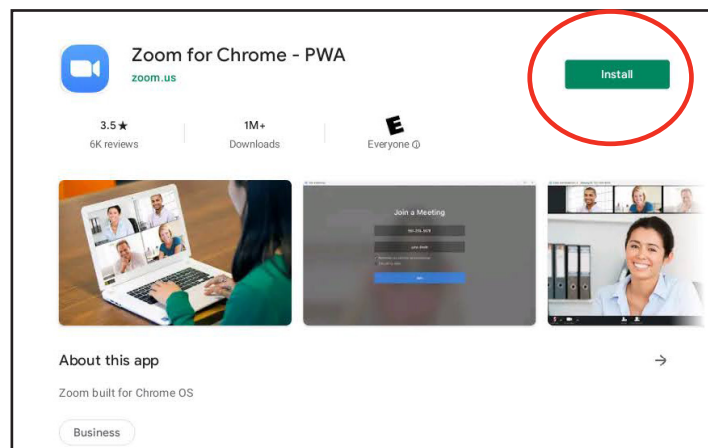 Zoom for Chrome - PWA
zoom.us
Install
3.5★
1M+
E
6K reviews
Downloads
Everyone
Join a Meeting
Join
About this app
→
Zoom built for Chrome OS
Business